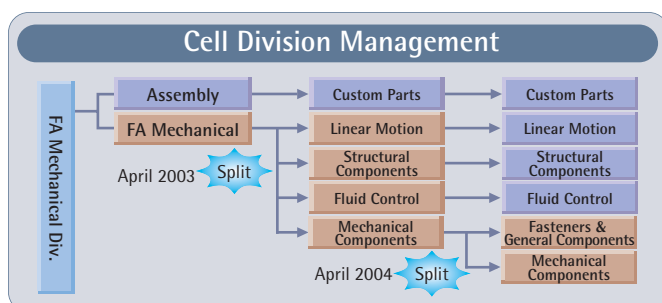 Cell Division Management
FA Mechanical Div.
Assembly
FA Mechanical
April 2003
Split
Custom Parts
Linear Motion
Structural
Components
Fluid Control
Mechanical
Components
April 2004
Split
Custom Parts
Linear Motion
Structural
Components
Fluid Control
Fasteners &
General Components
Mechanical
Components